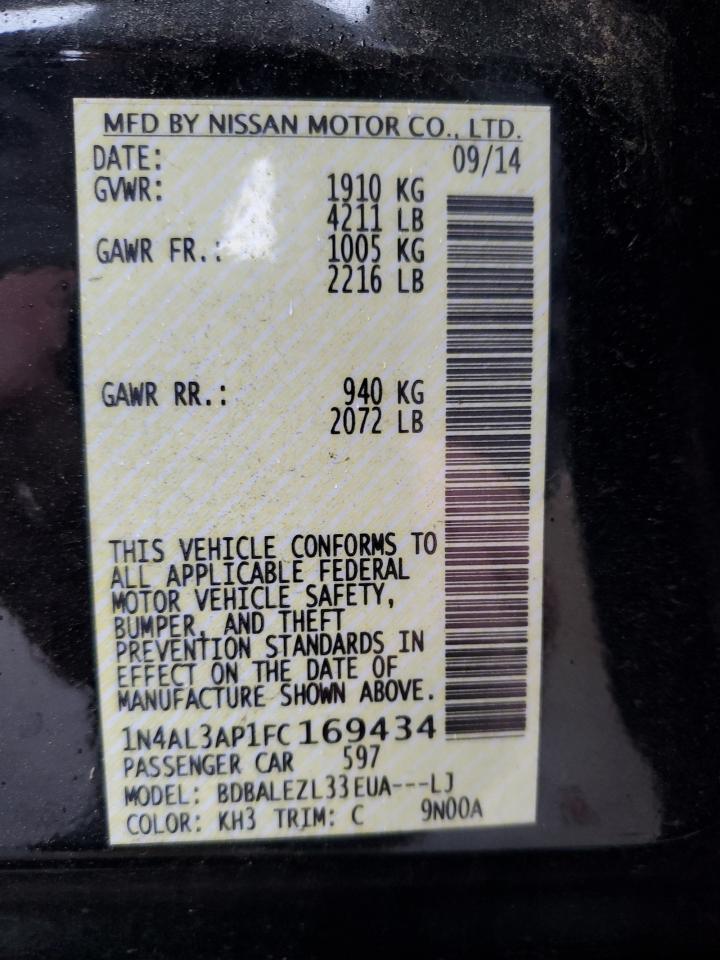 MFD BY NISSAN MOTOR CO., LTD.
DATE: 09/14
GVWR: 1910 KG
4211 LB
GAWR FR.: 1005 KG
2216 LB
GAWR RR.: 940 KG
2072 LB
THIS VEHICLE CONFORMS TO
ALL APPLICABLE FEDERAL
MOTOR VEHICLE SAFETY,
BUMPER, AND THEFT
PREVENTION STANDARDS IN
EFFECT ON THE DATE OF
MANUFACTURE SHOWN ABOVE.
1N4AL3AP1FC169434
PASSENGER CAR 597
MODEL: BDBALEZL33EUA---LJ
COLOR: KH3 TRIM: C 9N00A